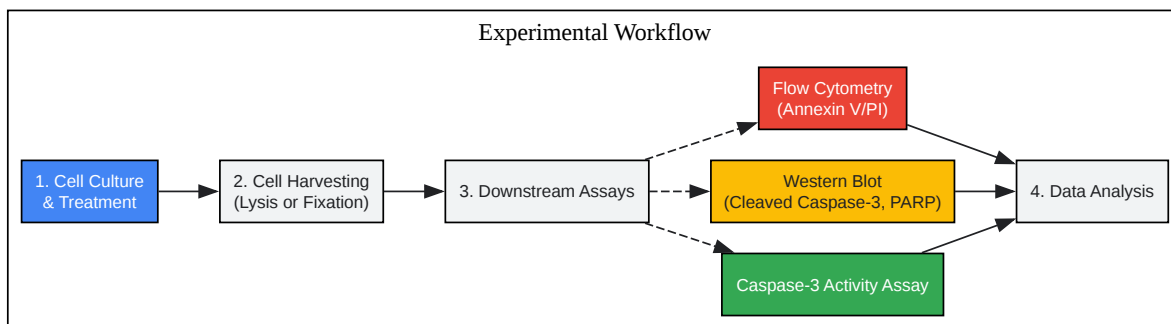 Experimental Workflow
Flow Cytometry
(Annexin V/PI)
1. Cell Culture
& Treatment
2. Cell Harvesting
(Lysis or Fixation)
3. Downstream Assays
Western Blot
(Cleaved Caspase-3, PARP)
4. Data Analysis
Caspase-3 Activity Assay